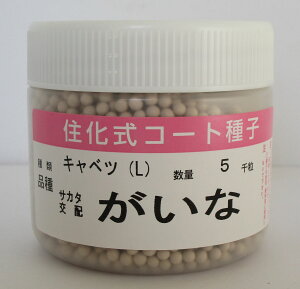 住化式コート種子
種類 キャベツ(L) 数量 5 千粒
品種 サカタ交配 がいな